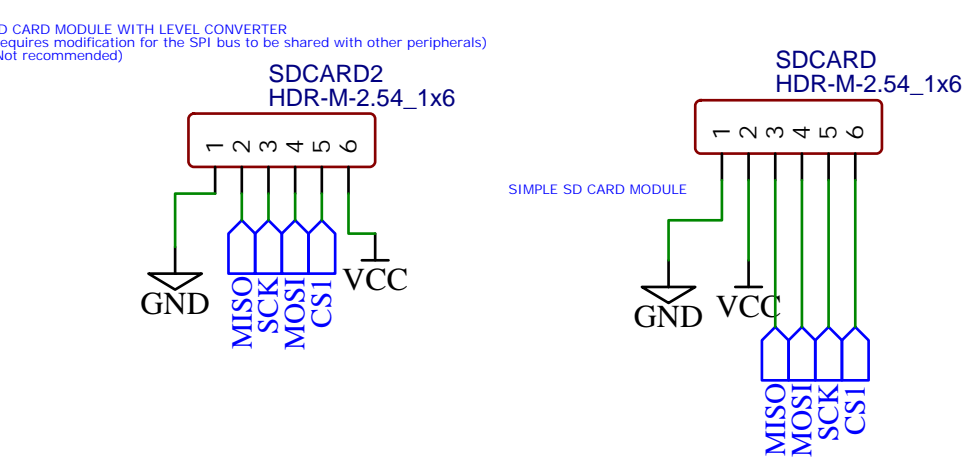 D CARD MODULE WITH LEVEL CONVERTER
equires modification for the SPI bus to be shared with other peripherals)
Not recommended)
SDCARD2
HDR-M-2.54_1x6
1 2 3 4 5 6
GND
MISO
SCK
MOSI
CS1
VCC
SDCARD
HDR-M-2.54_1x6
1 2 3 4 5 6
SIMPLE SD CARD MODULE
GND
VCC
MISO
MOSI
SCK
CS1